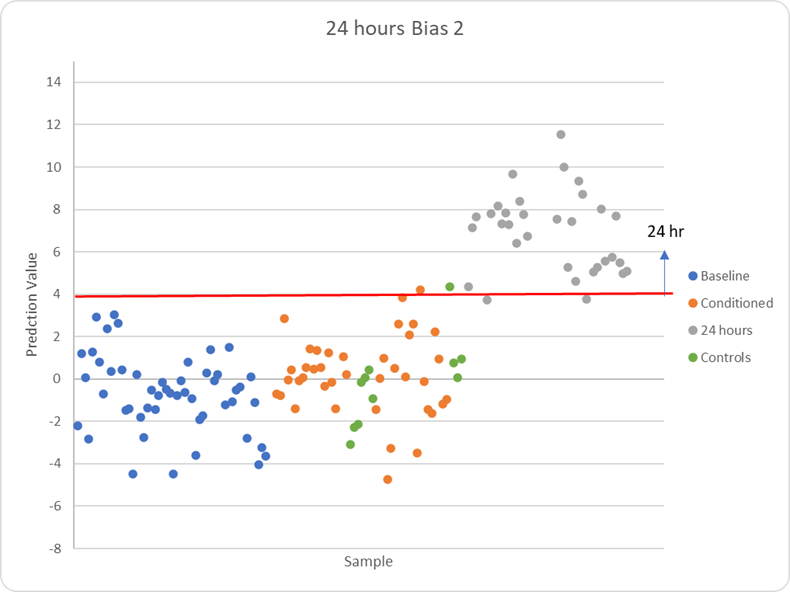 24 hours Bias 2
14
12
10
8
6
4
2
0
-2
-4
-6
-8
Predction Value
Sample
24 hr
Baseline
Conditioned
24 hours
Controls